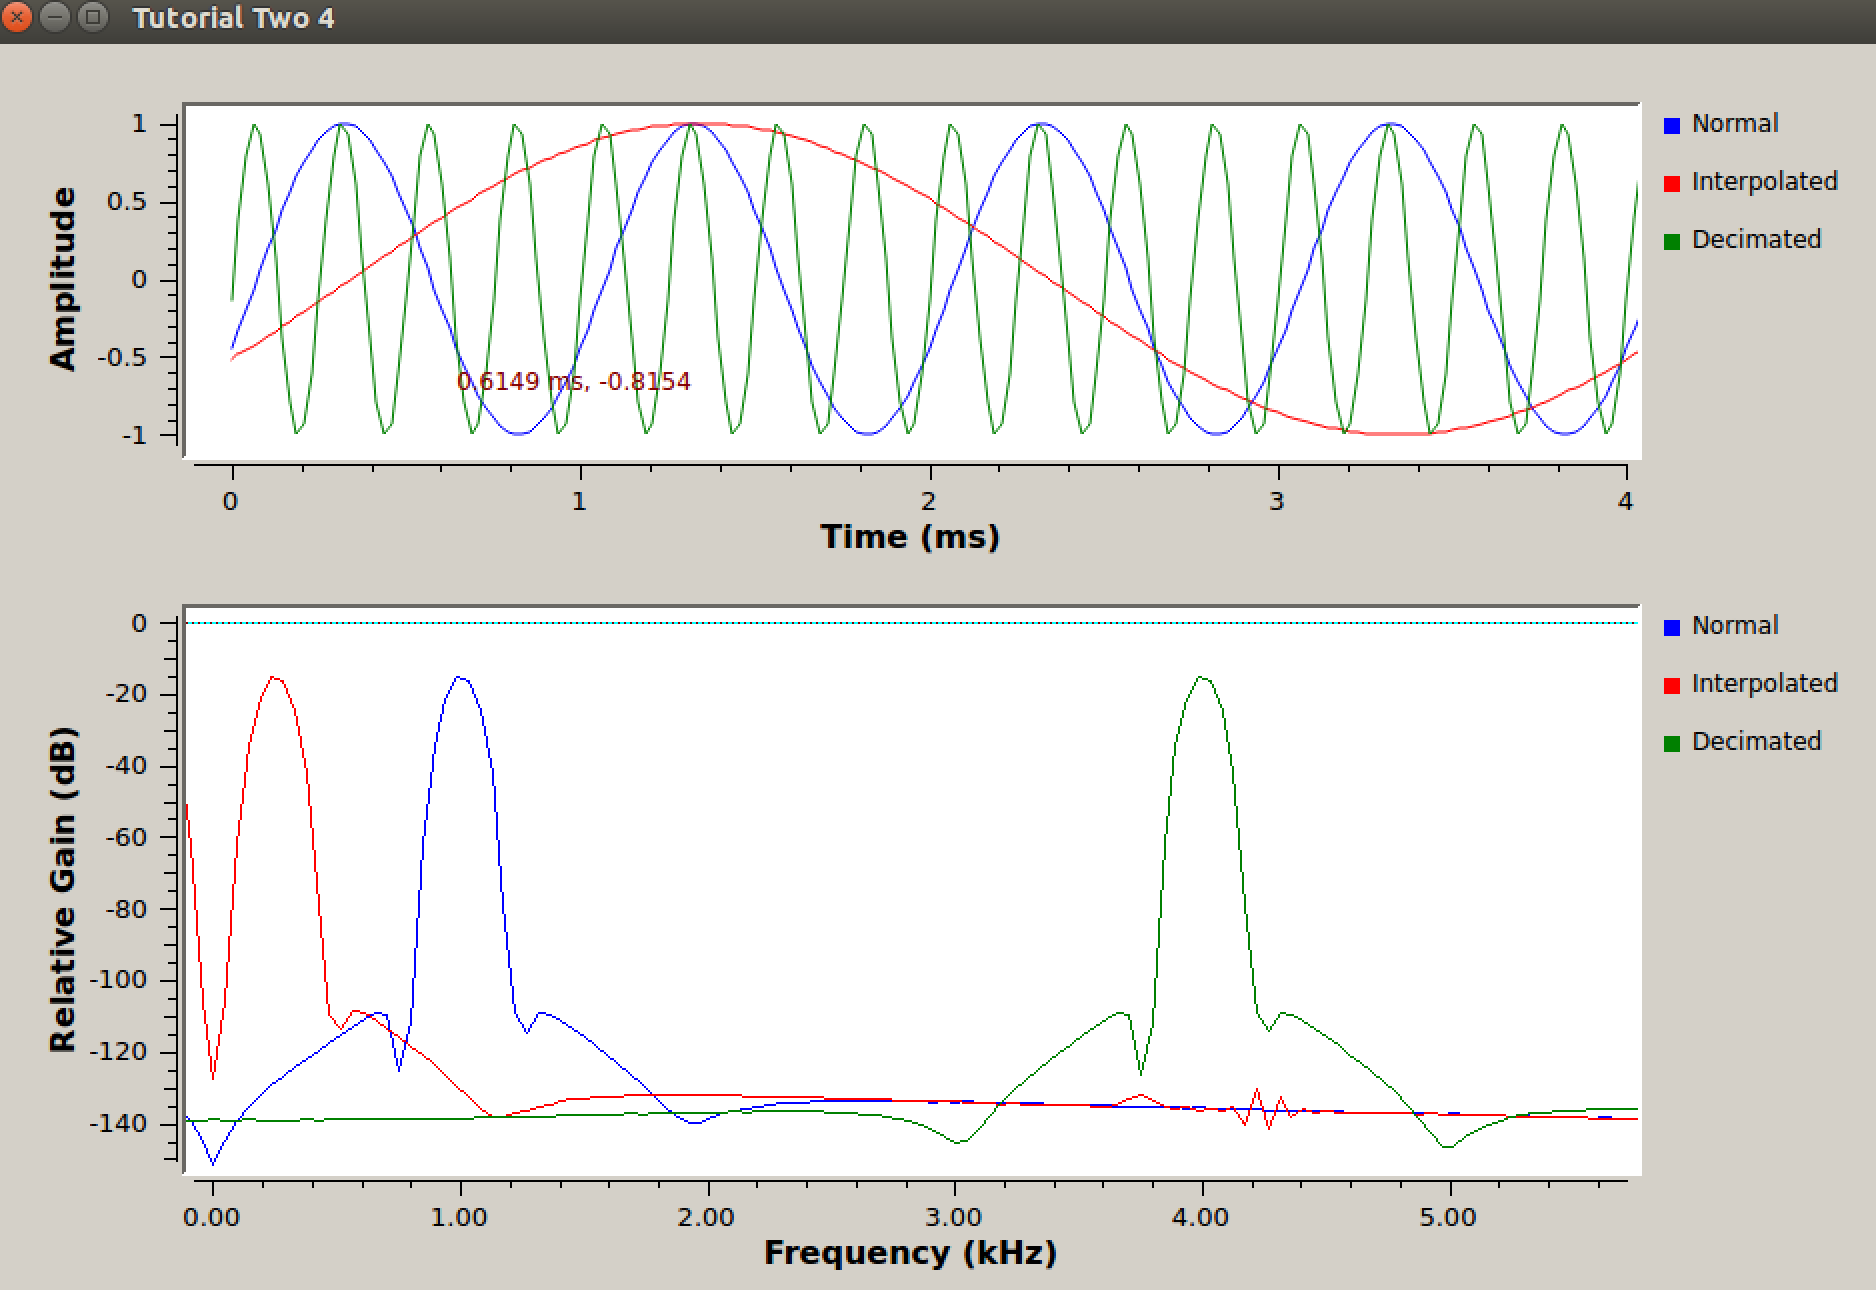 Tutorial Two 4
1
0.5
0
-0.5
-1
Amplitude
0.6149 ms, -0.8154
0 1 2 3 4
Time (ms)
Normal
Interpolated
Decimated
0
-20
-40
-60
-80
-100
-120
-140
Relative Gain (dB)
0.00 1.00 2.00 3.00 4.00 5.00
Frequency (kHz)
Normal
Interpolated
Decimated